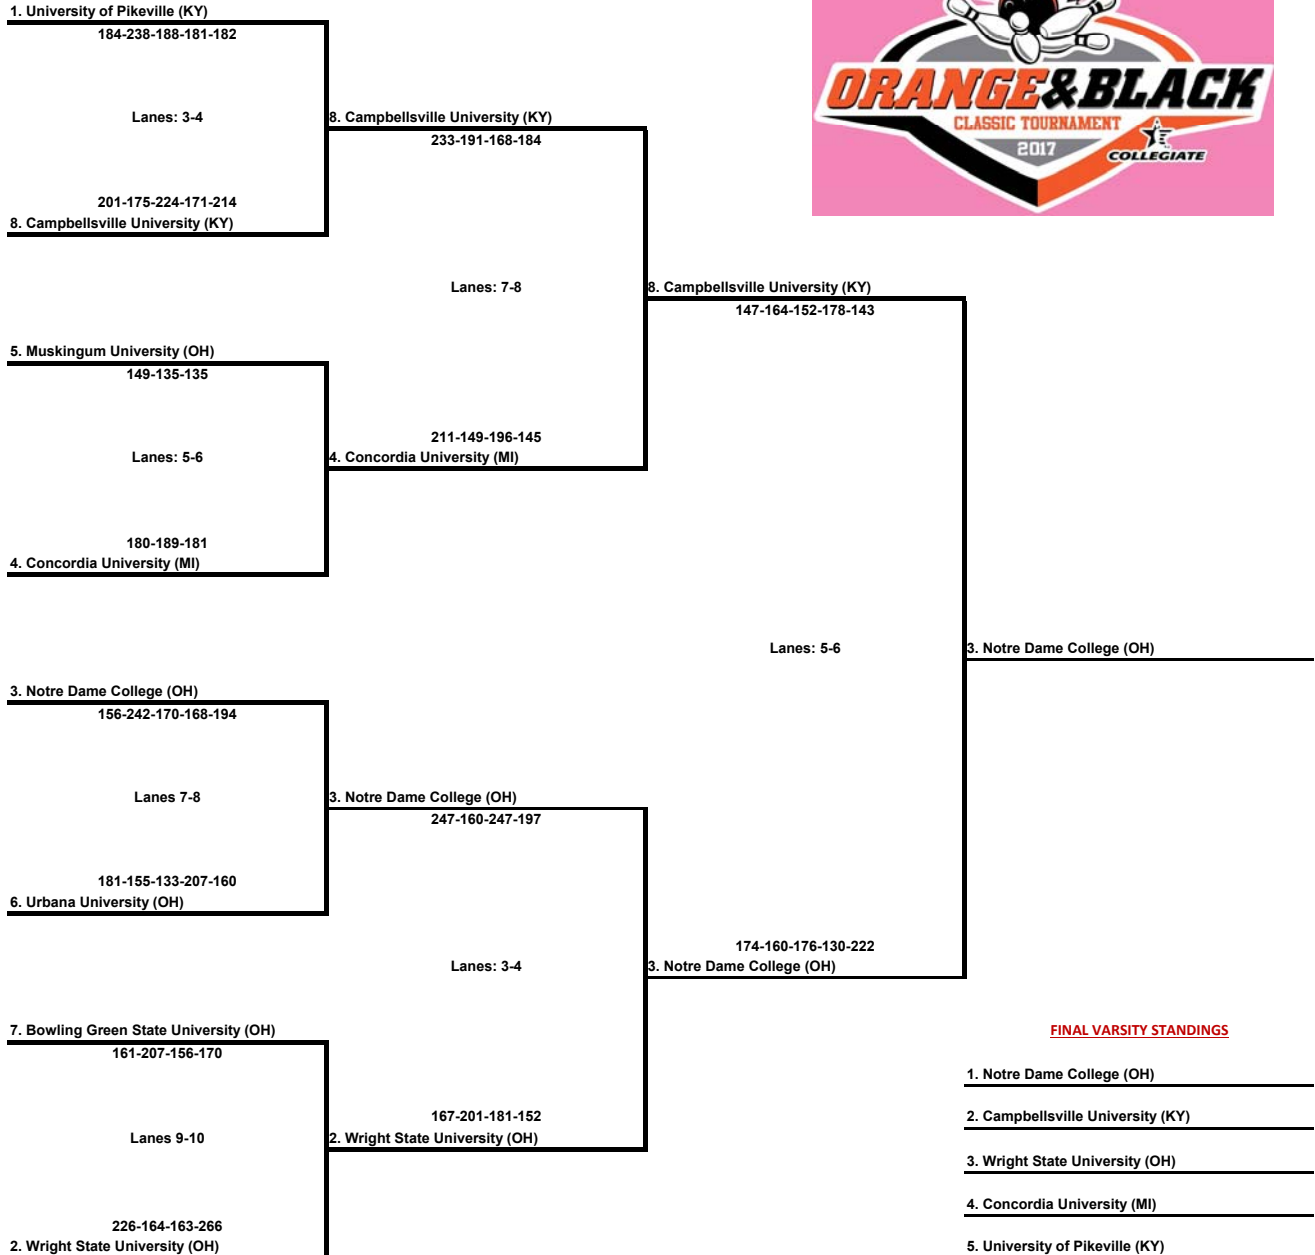 1. University of Pikeville (KY)
184-238-188-181-182
ORANGE&BLACK
CLASSIC TOURNAMENT
2017
COLLEGIATE
Lanes: 3-4
8. Campbellsville University (KY)
233-191-168-184
201-175-224-171-214
8. Campbellsville University (KY)
Lanes: 7-8
8. Campbellsville University (KY)
147-164-152-178-143
5. Muskingum University (OH)
149-135-135
211-149-196-145
Lanes: 5-6
4. Concordia University (MI)
180-189-181
4. Concordia University (MI)
Lanes: 5-6
3. Notre Dame College (OH)
3. Notre Dame College (OH)
156-242-170-168-194
Lanes 7-8
3. Notre Dame College (OH)
247-160-247-197
181-155-133-207-160
6. Urbana University (OH)
174-160-176-130-222
Lanes: 3-4
3. Notre Dame College (OH)
7. Bowling Green State University (OH)
161-207-156-170
167-201-181-152
Lanes 9-10
2. Wright State University (OH)
226-164-163-266
2. Wright State University (OH)
FINAL VARSITY STANDINGS
1. Notre Dame College (OH)
2. Campbellsville University (KY)
3. Wright State University (OH)
4. Concordia University (MI)
5. University of Pikeville (KY)